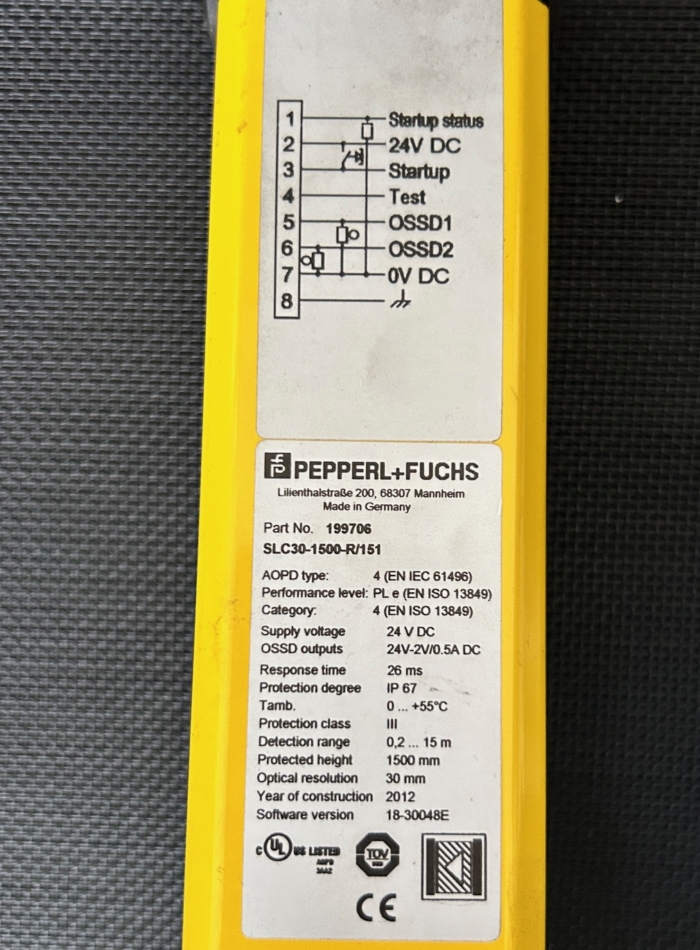 1 Startup status
2 24V DC
3 Startup
4 Test
5 OSSD1
6 OSSD2
7 0V DC
8
PEPPERL+FUCHS
Lilienthalstraße 200, 68307 Mannheim
Made in Germany
Part No. 199706
SLC30-1500-R/151
AOPD type: 4 (EN IEC 61496)
Performance level: PL e (EN ISO 13849)
Category: 4 (EN ISO 13849)
Supply voltage 24 V DC
OSSD outputs 24V-2V/0.5A DC
Response time 26 ms
Protection degree IP 67
Tamb. 0 ... +55°C
Protection class III
Detection range 0,2 ... 15 m
Protected height 1500 mm
Optical resolution 30 mm
Year of construction 2012
Software version 18-30048E
C UL US LISTED
TÜV
CE